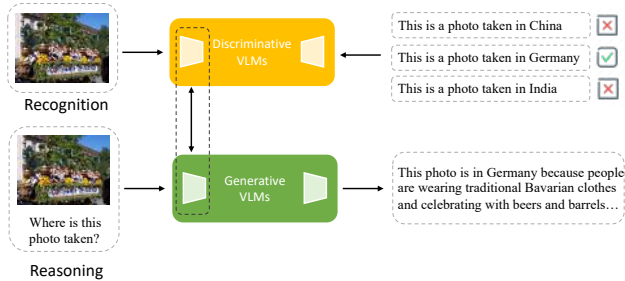 Discriminative
VLMs
This is a photo taken in China
This is a photo taken in Germany
This is a photo taken in India
Recognition
Where is this
photo taken?
Generative
VLMs
This photo is in Germany because people
are wearing traditional Bavarian clothes
and celebrating with beers and barrels…
Reasoning